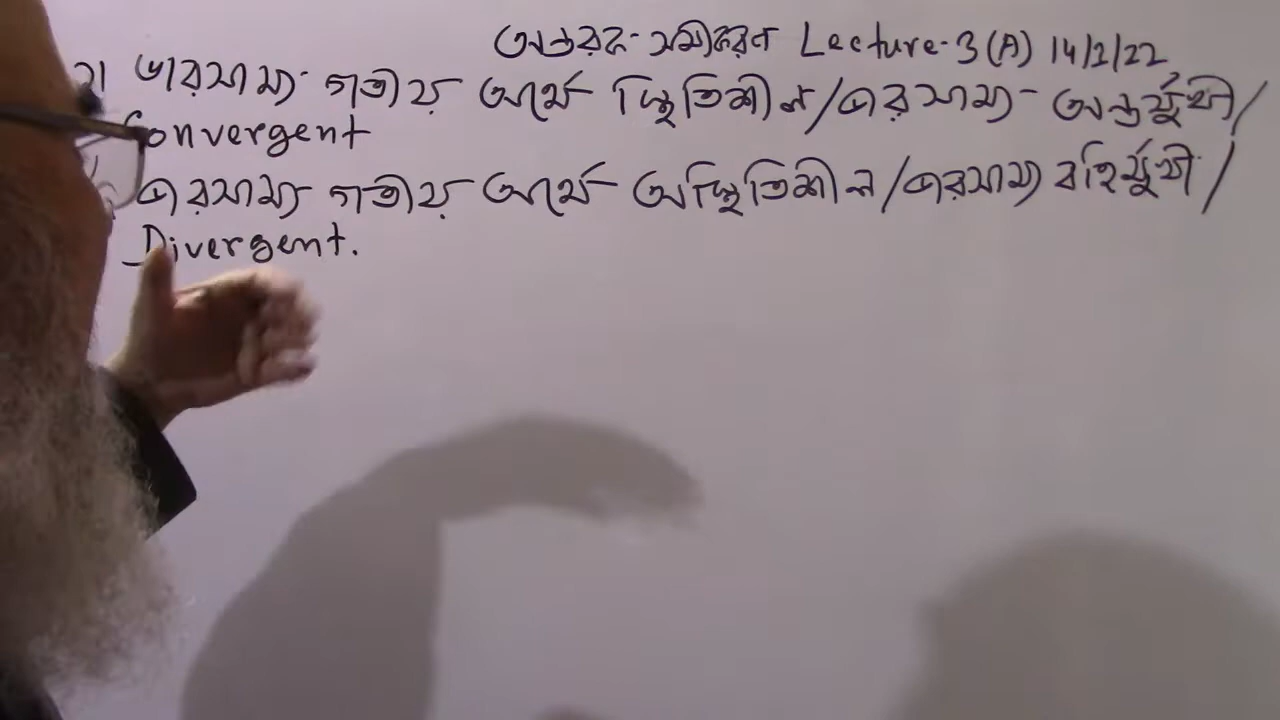 অন্তরক-সমীকরণ Lecture-3(A) 14/2/22
২। ভারসাম্য গতীয় অর্থে স্থিতিশীল/ভারসাম্য অন্তর্মুখী/
Convergent
ভারসাম্য গতীয় অর্থে অস্থিতিশীল/ভারসাম্য বহির্মুখী/
Divergent.